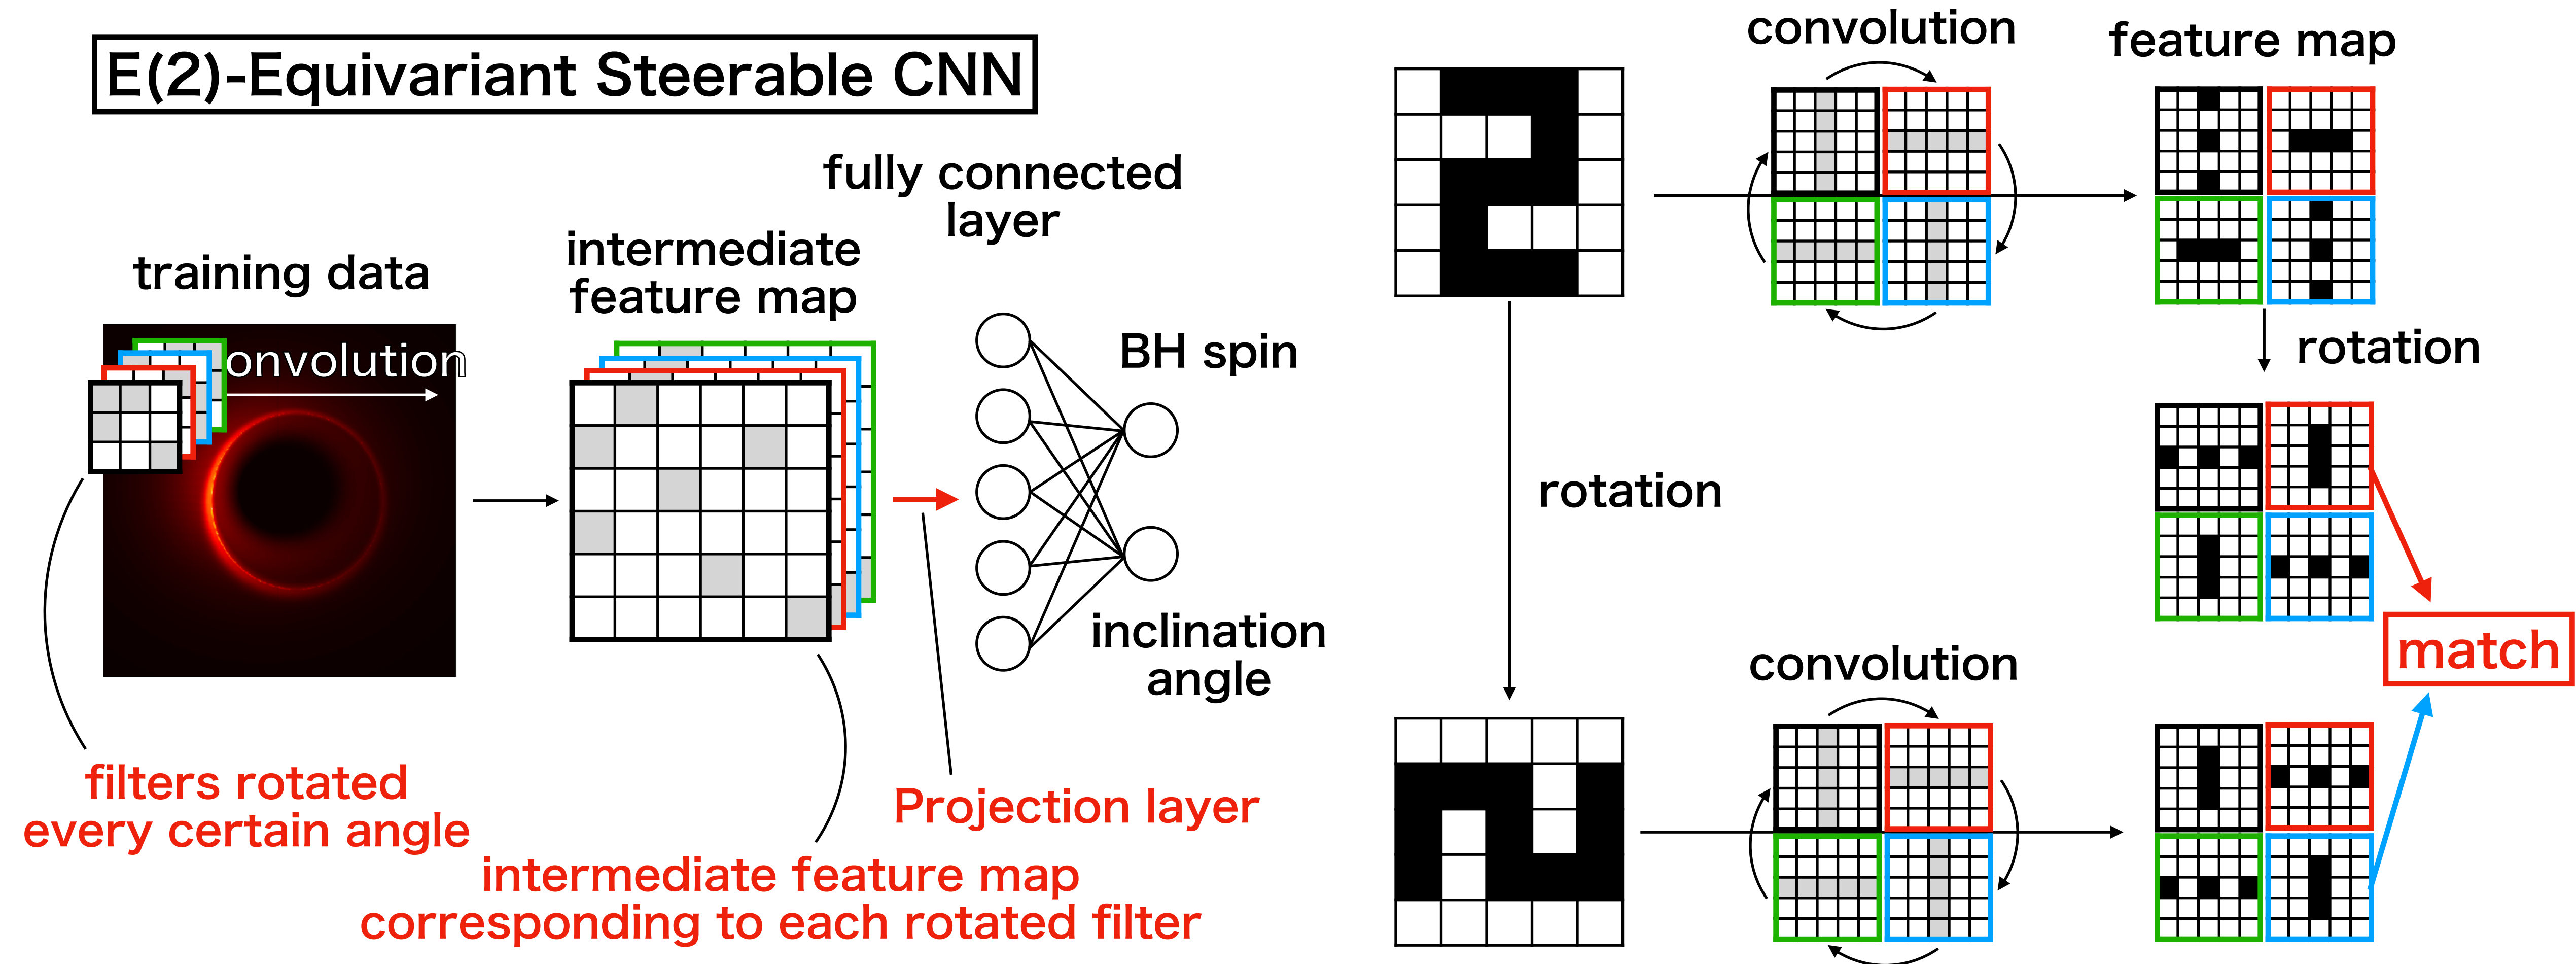 E(2)-Equivariant Steerable CNN
training data
onvolution
intermediate
feature map
fully connected
layer
BH spin
inclination
angle
filters rotated
every certain angle
intermediate feature map
corresponding to each rotated filter
Projection layer
convolution
feature map
rotation
rotation
convolution
match